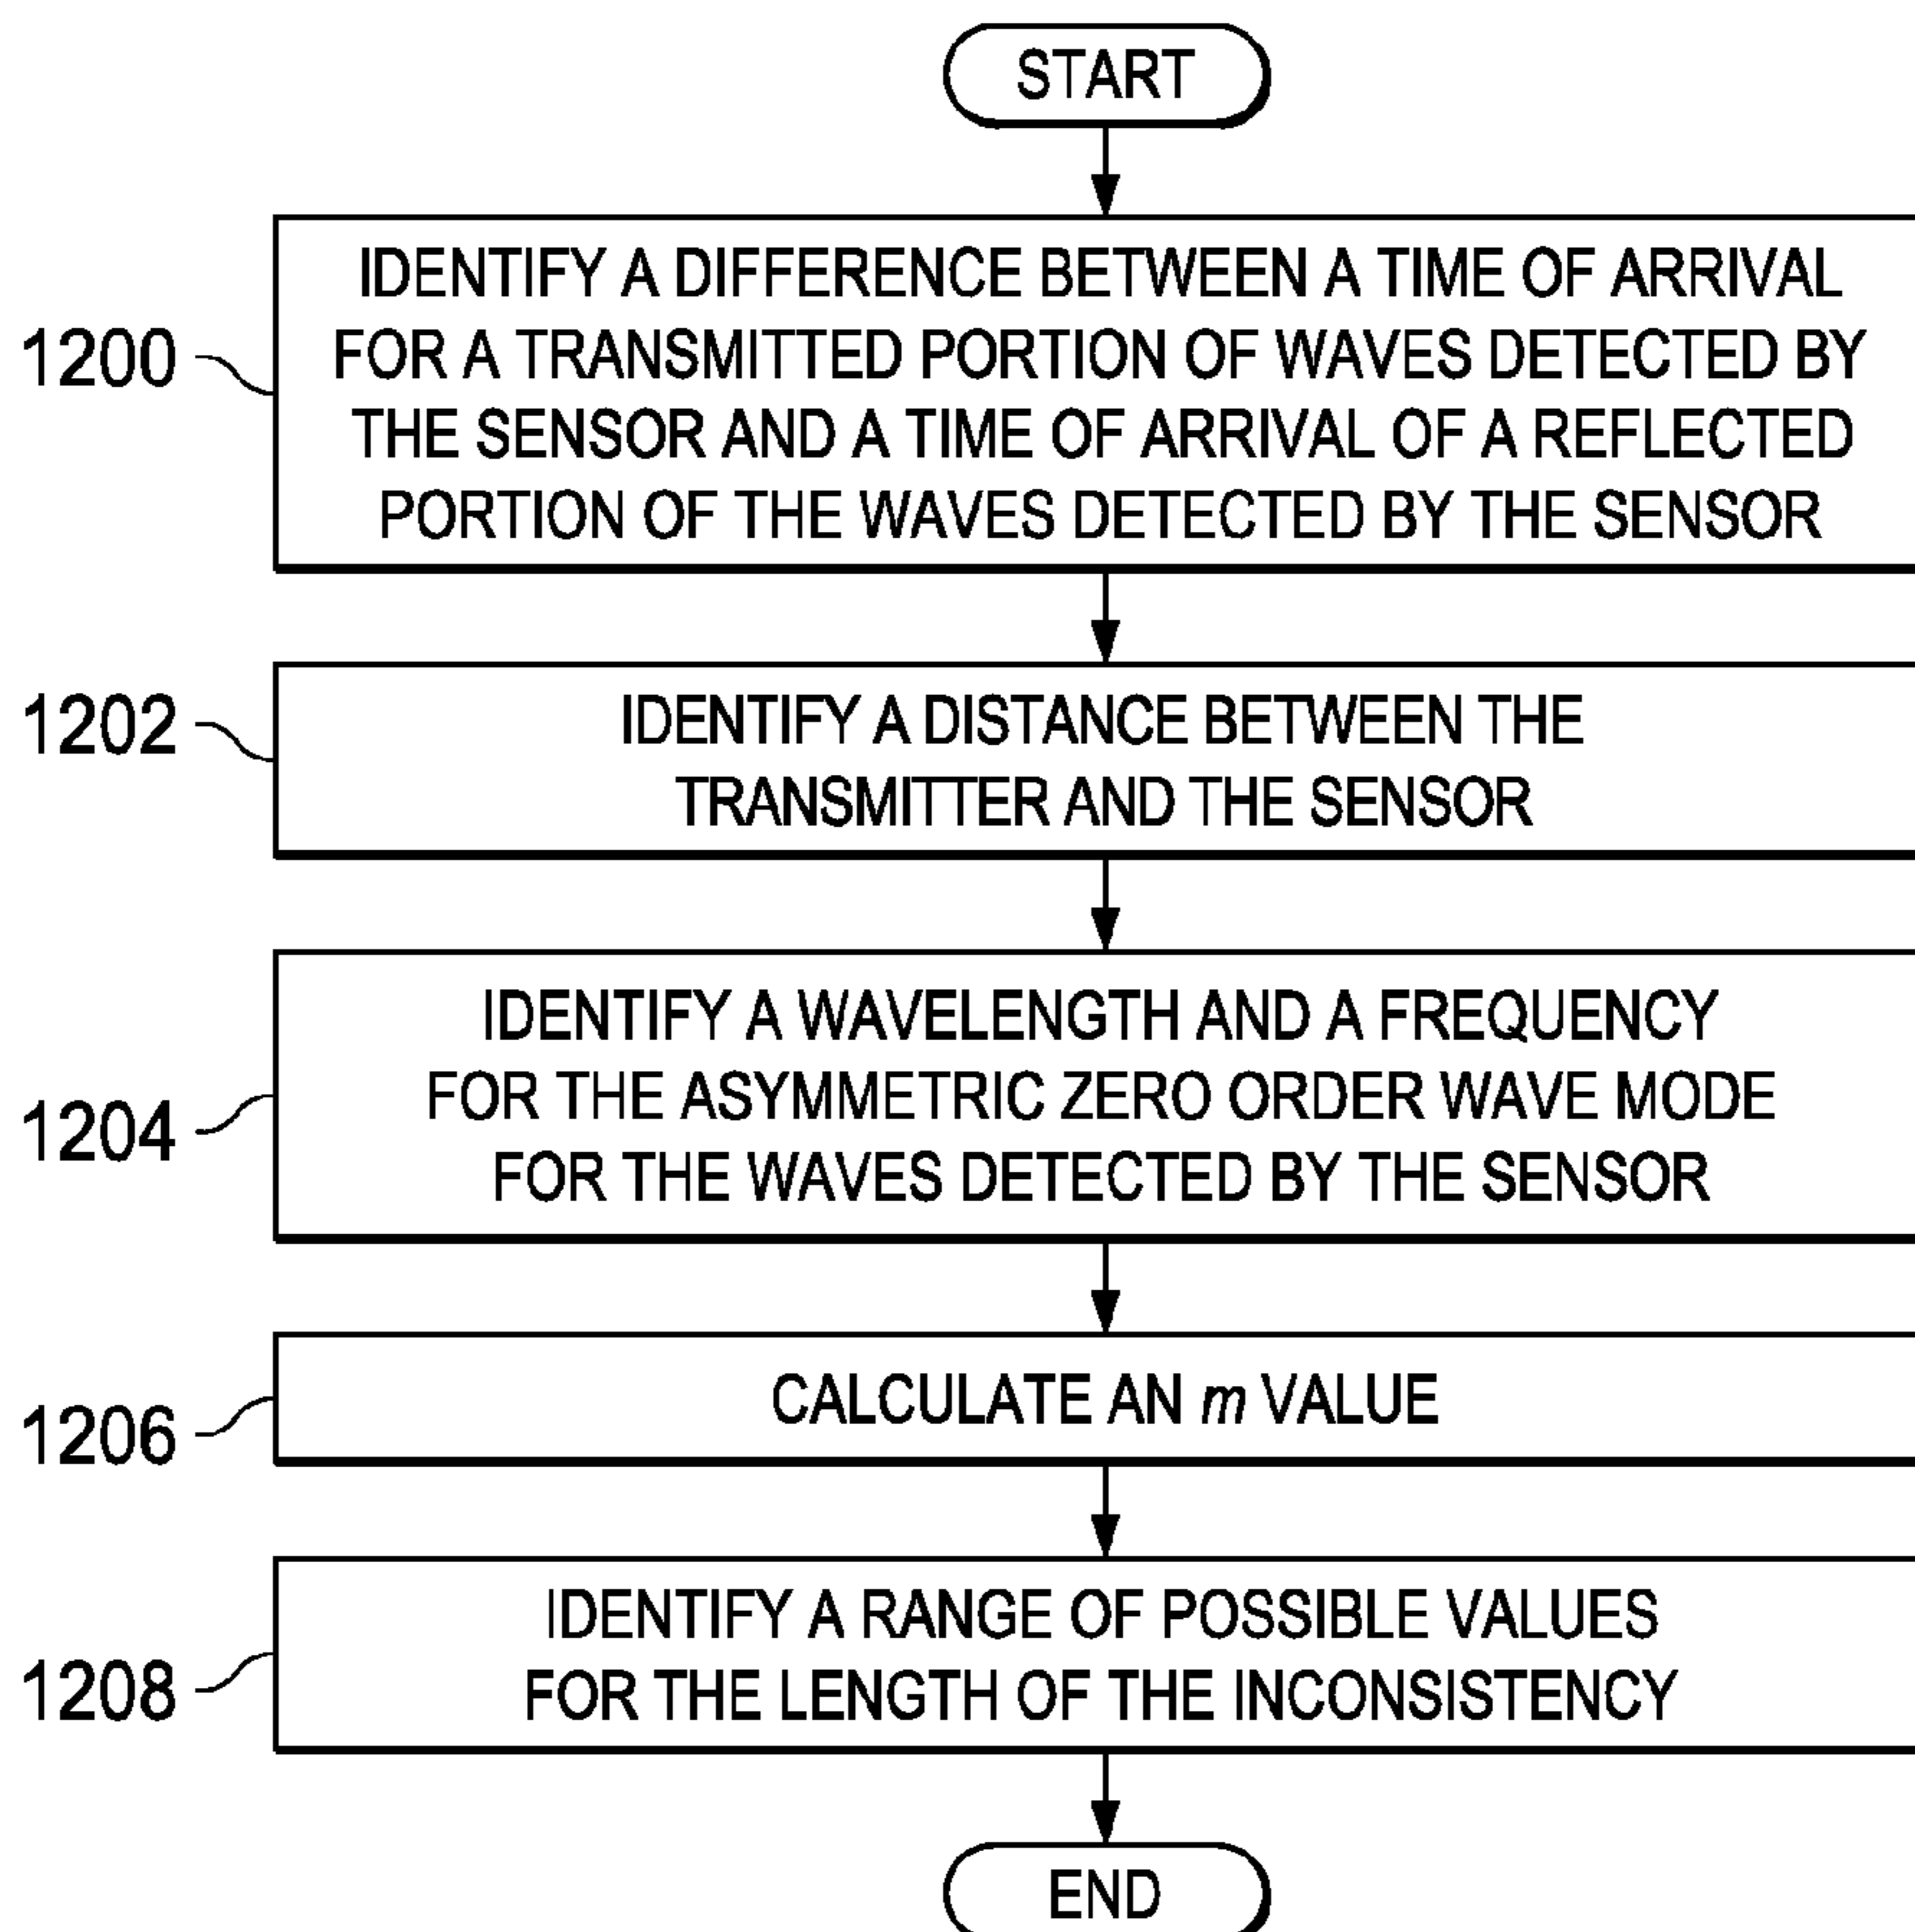 START
1200
IDENTIFY A DIFFERENCE BETWEEN A TIME OF ARRIVAL
FOR A TRANSMITTED PORTION OF WAVES DETECTED BY
THE SENSOR AND A TIME OF ARRIVAL OF A REFLECTED
PORTION OF THE WAVES DETECTED BY THE SENSOR
1202
IDENTIFY A DISTANCE BETWEEN THE
TRANSMITTER AND THE SENSOR
1204
IDENTIFY A WAVELENGTH AND A FREQUENCY
FOR THE ASYMMETRIC ZERO ORDER WAVE MODE
FOR THE WAVES DETECTED BY THE SENSOR
1206
CALCULATE AN m VALUE
1208
IDENTIFY A RANGE OF POSSIBLE VALUES
FOR THE LENGTH OF THE INCONSISTENCY
END